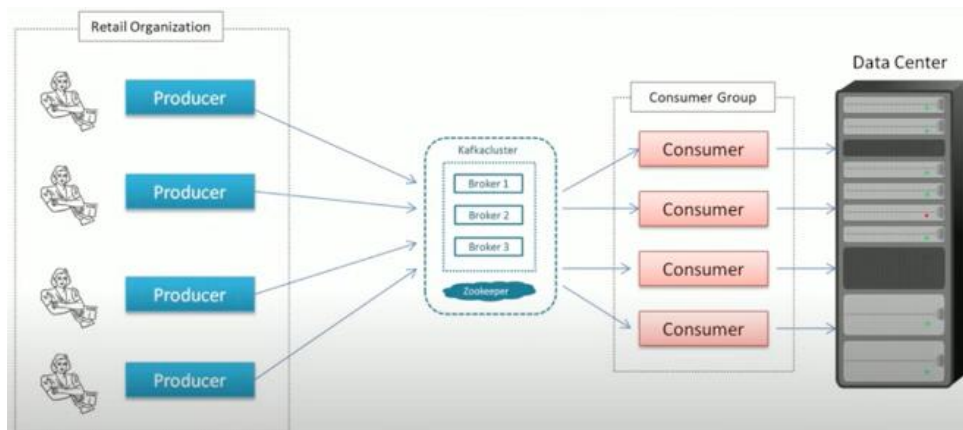 Retail Organization
Producer
Producer
Producer
Producer
Kafkacluster
Broker 1
Broker 2
Broker 3
Zookeeper
Consumer Group
Consumer
Consumer
Consumer
Consumer
Data Center